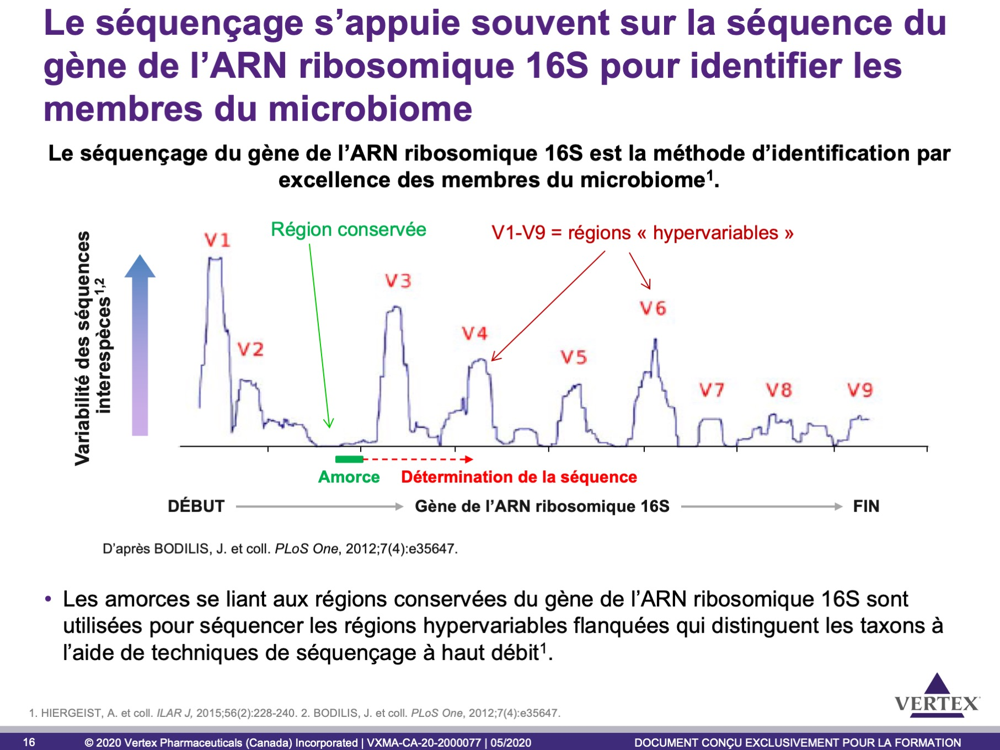 Le séquençage s’appuie souvent sur la séquence du
gène de l’ARN ribosomique 16S pour identifier les
membres du microbiome
Le séquençage du gène de l’ARN ribosomique 16S est la méthode d’identification par
excellence des membres du microbiome¹.
Variabilité des séquences
interespèces¹,²
Région conservée
V1-V9 = régions « hypervariables »
V1
V2
V3
V4
V5
V6
V7
V8
V9
Amorce
Détermination de la séquence
DÉBUT
Gène de l’ARN ribosomique 16S
FIN
D’après BODILIS, J. et coll. PLoS One, 2012;7(4):e35647.
• Les amorces se liant aux régions conservées du gène de l’ARN ribosomique 16S sont
utilisées pour séquencer les régions hypervariables flanquées qui distinguent les taxons à
l’aide de techniques de séquençage à haut débit¹.
VERTEX
1. HIERGEIST, A. et coll. ILAR J, 2015;56(2):228-240. 2. BODILIS, J. et coll. PLoS One, 2012;7(4):e35647.
16
© 2020 Vertex Pharmaceuticals (Canada) Incorporated | VXMA-CA-20-2000077 | 05/2020
DOCUMENT CONÇU EXCLUSIVEMENT POUR LA FORMATION